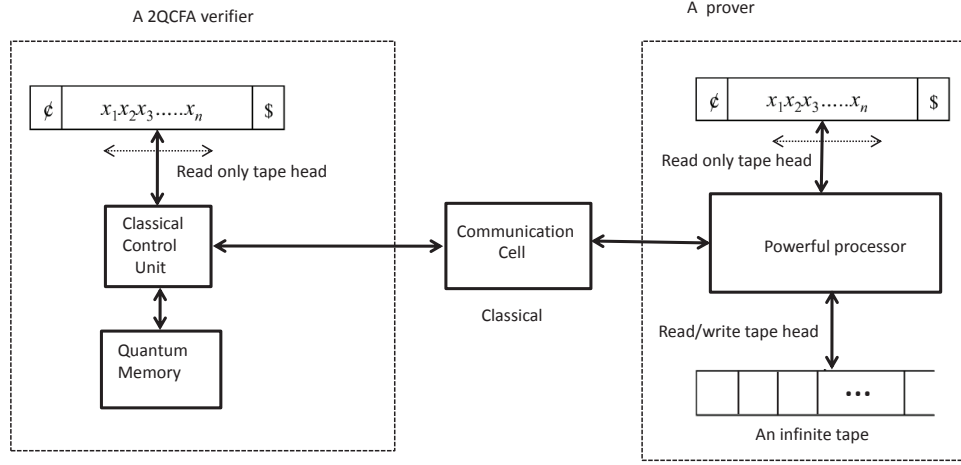 A 2QCFA verifier
A prover
¢ x1x2x3.....xn $
Read only tape head
Classical
Control
Unit
Quantum
Memory
Communication
Cell
Classical
¢ x1x2x3.....xn $
Read only tape head
Powerful processor
Read/write tape head
...
An infinite tape